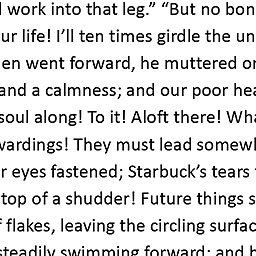 work into that leg.” “But no bon
ur life! I’ll ten times girdle the un
en went forward, he muttered or
and a calmness; and our poor hea
soul along! To it! Aloft there! Wha
wardings! They must lead somewh
r eyes fastened; Starbuck’s tears
top of a shudder! Future things s
f flakes, leaving the circling surfac
steadily swimming forward; and h